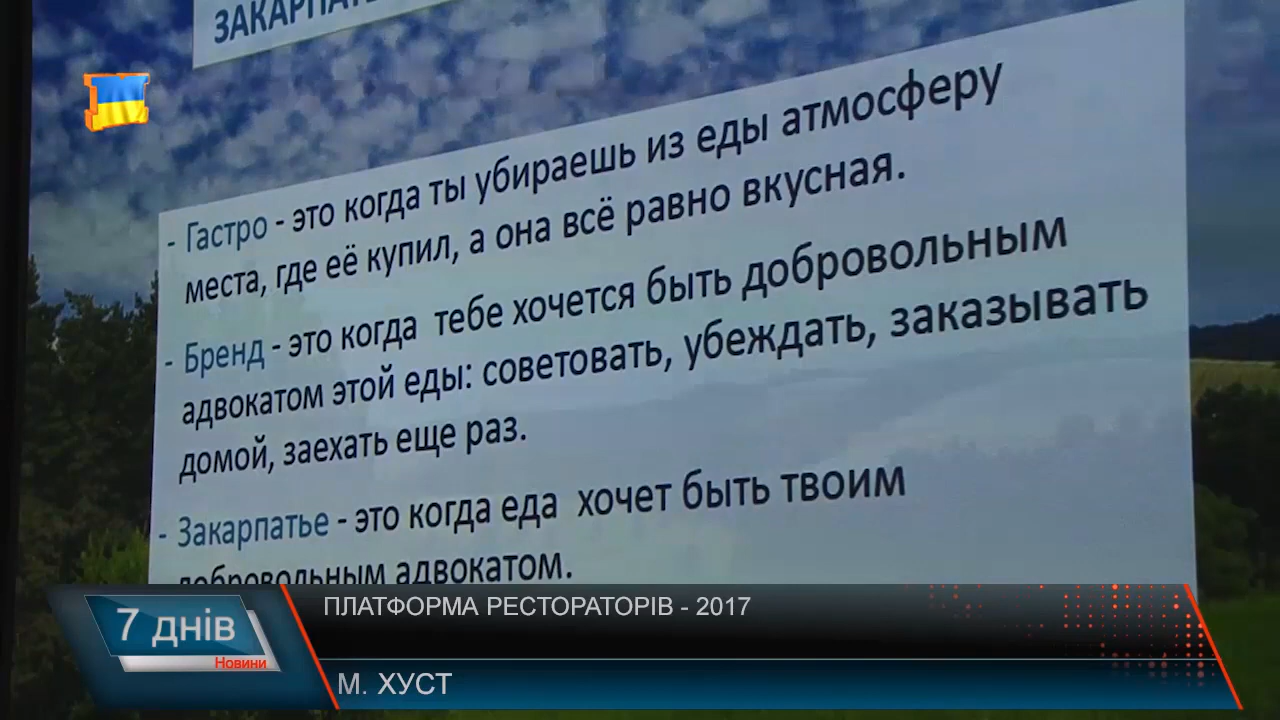 - Гастро - это когда ты убираешь из еды атмосферу
места, где её купил, а она всё равно вкусная.
- Бренд - это когда тебе хочется быть добровольным
адвокатом этой еды: советовать, убеждать, заказывать
домой, заехать еще раз.
- Закарпатье - это когда еда хочет быть твоим
добровольным адвокатом.
7 днів
Новини
ПЛАТФОРМА РЕСТОРАТОРІВ - 2017
М. ХУСТ